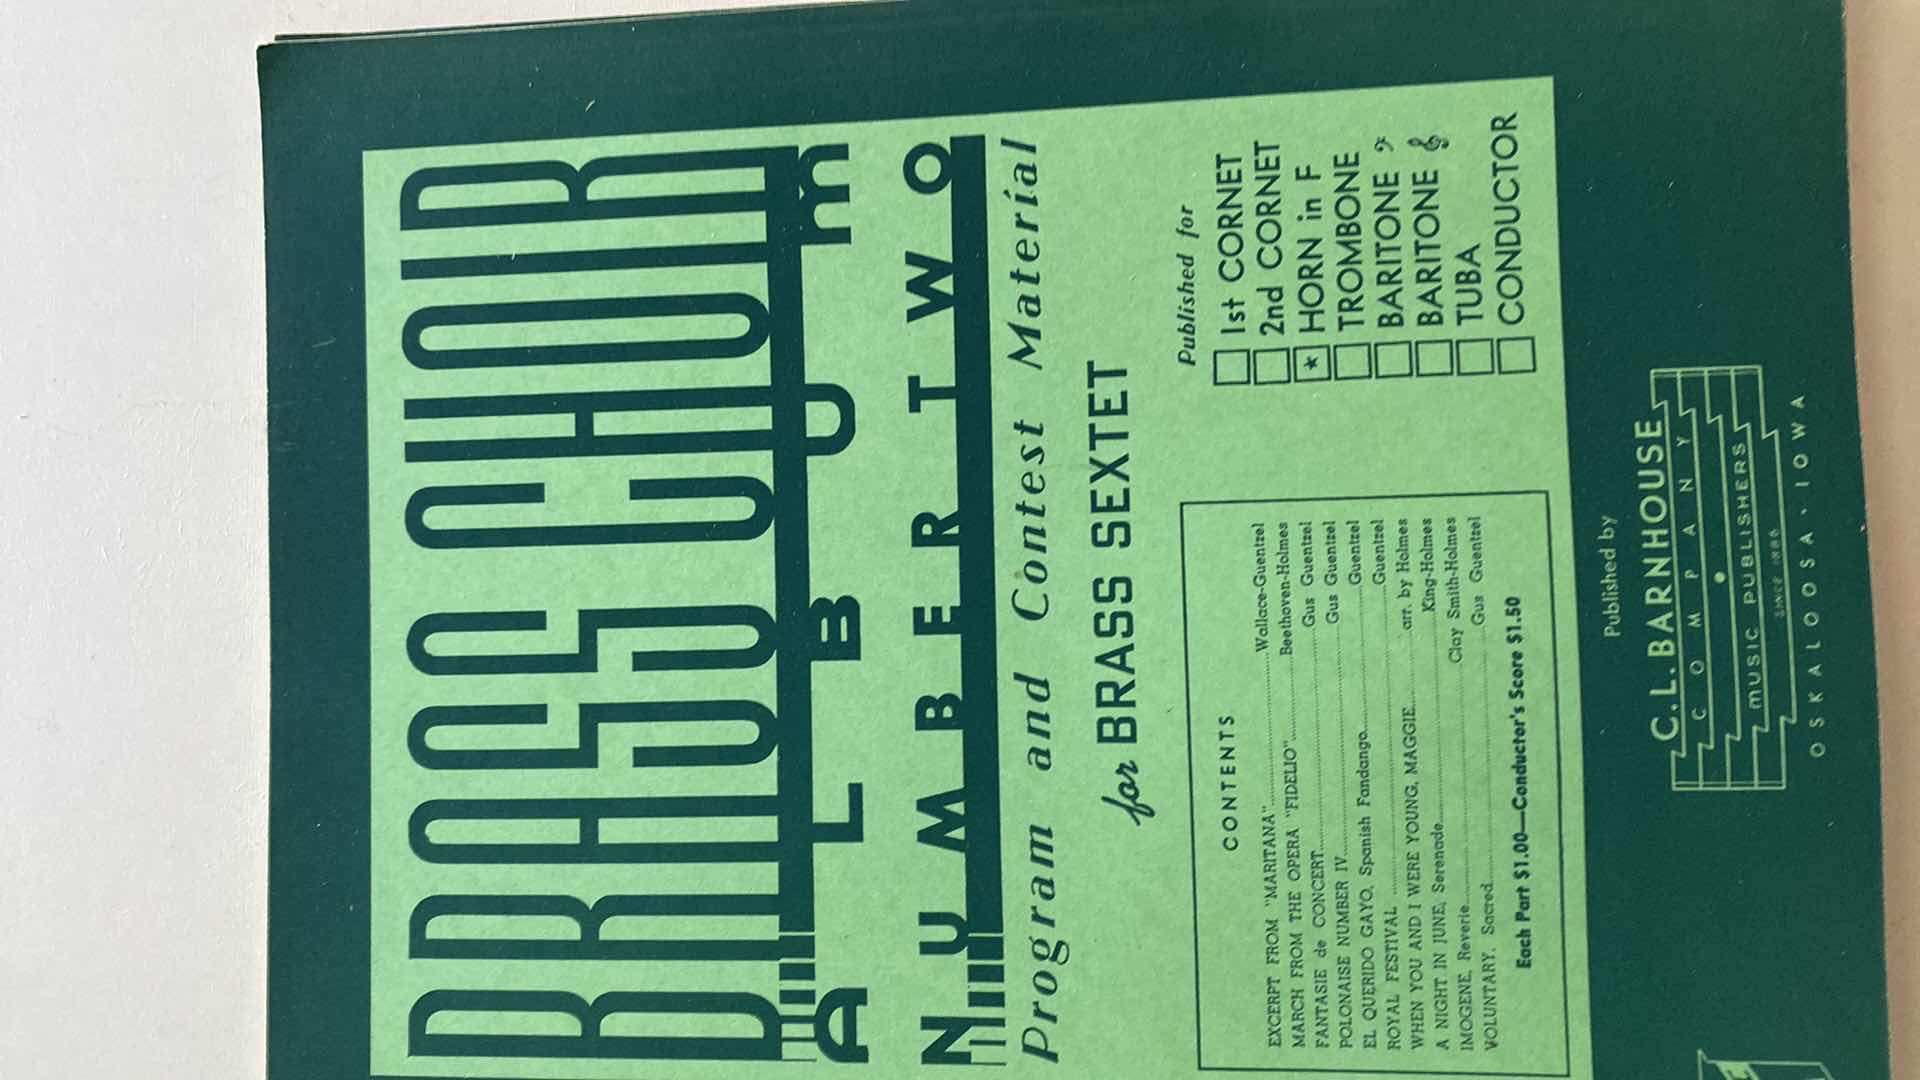 BRASS CHOIR
ALBUM
NUMBER TWO
Program and Contest Material
for BRASS SEXTET
CONTENTS
EXCERPT FROM "MARITANA" Wallace-Guentzel
MARCH FROM THE OPERA "FIDELIO" Beethoven-Holmes
FANTASIE de CONCERT Gus Guentzel
POLONAISE NUMBER IV Gus Guentzel
EL QUERIDO GAYO, Spanish Fandango Guentzel
ROYAL FESTIVAL Guentzel
WHEN YOU AND I WERE YOUNG, MAGGIE arr. by Holmes
A NIGHT IN JUNE, Serenade King-Holmes
IMOGENE, Reverie Clay Smith-Holmes
VOLUNTARY, Sacred Gus Guentzel
Each Part $1.00—Conductor's Score $1.50
Published for
1st CORNET
2nd CORNET
★ HORN in F
TROMBONE
BARITONE 𝄢
BARITONE 𝄞
TUBA
CONDUCTOR
Published by
C.L. BARNHOUSE
COMPANY
•
MUSIC PUBLISHERS
SINCE 1886
OSKALOOSA • IOWA